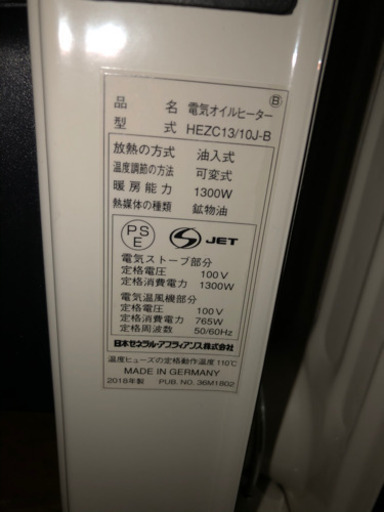 Ⓑ
品 名 電気オイルヒーター
型 式 HEZC13/10J-B
放熱の方式 油入式
温度調節の方法 可変式
暖房能力 1300W
熱媒体の種類 鉱物油
PS E JET
電気ストーブ部分
定格電圧 100V
定格消費電力 1300W
電気温風機部分
定格電圧 100V
定格消費電力 765W
定格周波数 50/60Hz
日本ゼネラル・アプラィアンス株式会社
温度ヒューズの定格動作温度 110℃
MADE IN GERMANY
2018年製 PUB. NO. 36M1802